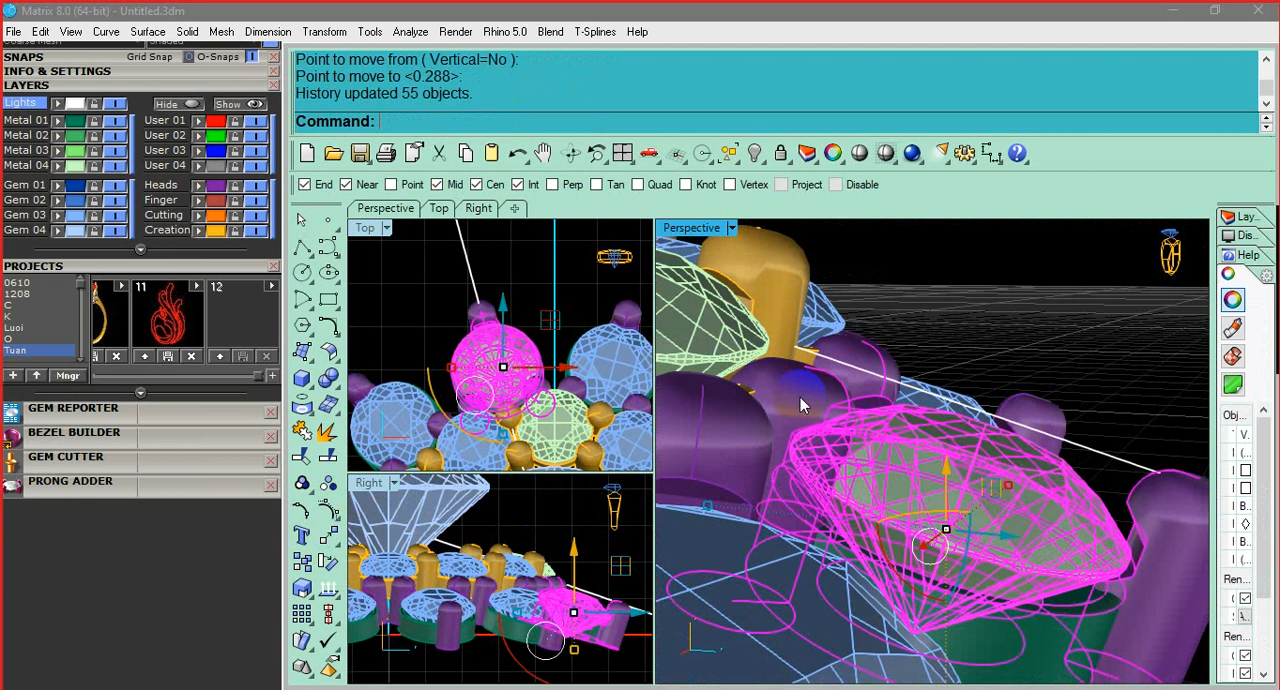 Matrix 8.0 (64-bit) - Untitled.3dm
File Edit View Curve Surface Solid Mesh Dimension Transform Tools Analyze Render Rhino 5.0 Blend T-Splines Help
SNAPS Grid Snap O-Snaps
INFO & SETTINGS
LAYERS
Lights Hide Show
Metal 01 User 01
Metal 02 User 02
Metal 03 User 03
Metal 04 User 04
Gem 01 Heads
Gem 02 Finger
Gem 03 Cutting
Gem 04 Creation
PROJECTS
0610
1208
C
K
Luoi
O
Tuan
11 12
Mngr
GEM REPORTER
BEZEL BUILDER
GEM CUTTER
PRONG ADDER
Point to move from ( Vertical=No ):
Point to move to <0.288>:
History updated 55 objects.
Command:
End Near Point Mid Cen Int Perp Tan Quad Knot Vertex Project Disable
Perspective Top Right
Top
Perspective
Right
Lay...
Dis...
Help
Obj...
V.
(
B..
B..
(...
Ren...
Ren...